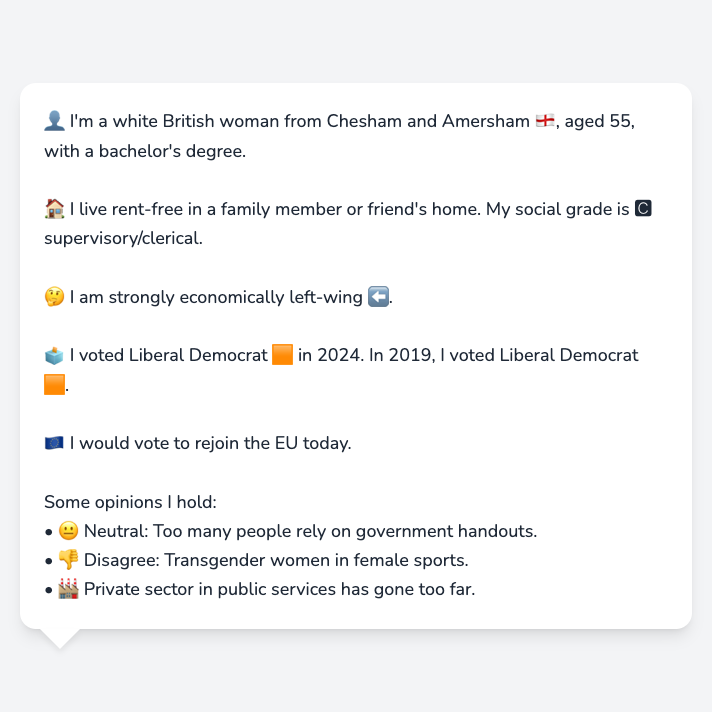 👤 I'm a white British woman from Chesham and Amersham 🏴󠁧󠁢󠁥󠁮󠁧󠁿, aged 55,
with a bachelor's degree.
🏠 I live rent-free in a family member or friend's home. My social grade is 🅲
supervisory/clerical.
🤔 I am strongly economically left-wing ⬅️.
🗳️ I voted Liberal Democrat 🟧 in 2024. In 2019, I voted Liberal Democrat
🟧.
🇪🇺 I would vote to rejoin the EU today.
Some opinions I hold:
• 😐 Neutral: Too many people rely on government handouts.
• 👎 Disagree: Transgender women in female sports.
• 🏭 Private sector in public services has gone too far.